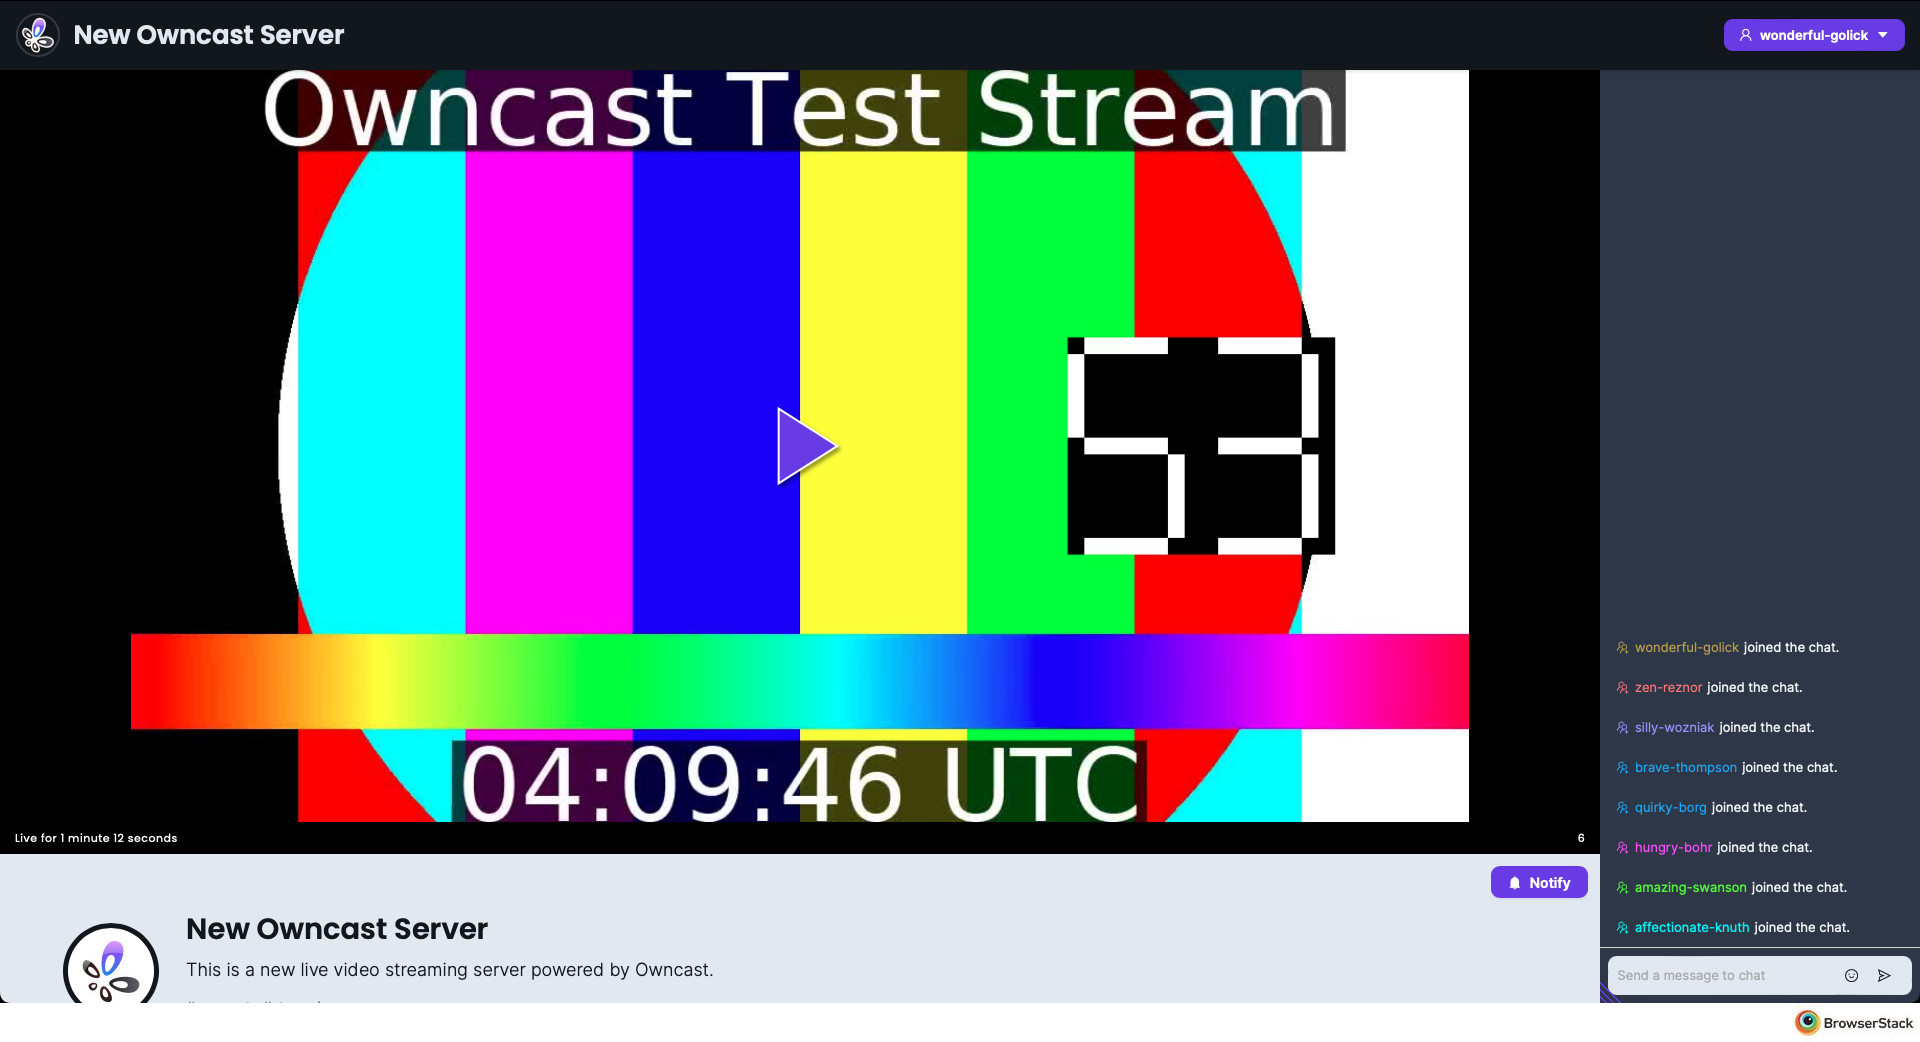 New Owncast Server
wonderful-golick
Owncast Test Stream
53
04:09:46 UTC
Live for 1 minute 12 seconds
6
Notify
New Owncast Server
This is a new live video streaming server powered by Owncast.
wonderful-golick joined the chat.
zen-reznor joined the chat.
silly-wozniak joined the chat.
brave-thompson joined the chat.
quirky-borg joined the chat.
hungry-bohr joined the chat.
amazing-swanson joined the chat.
affectionate-knuth joined the chat.
Send a message to chat
BrowserStack